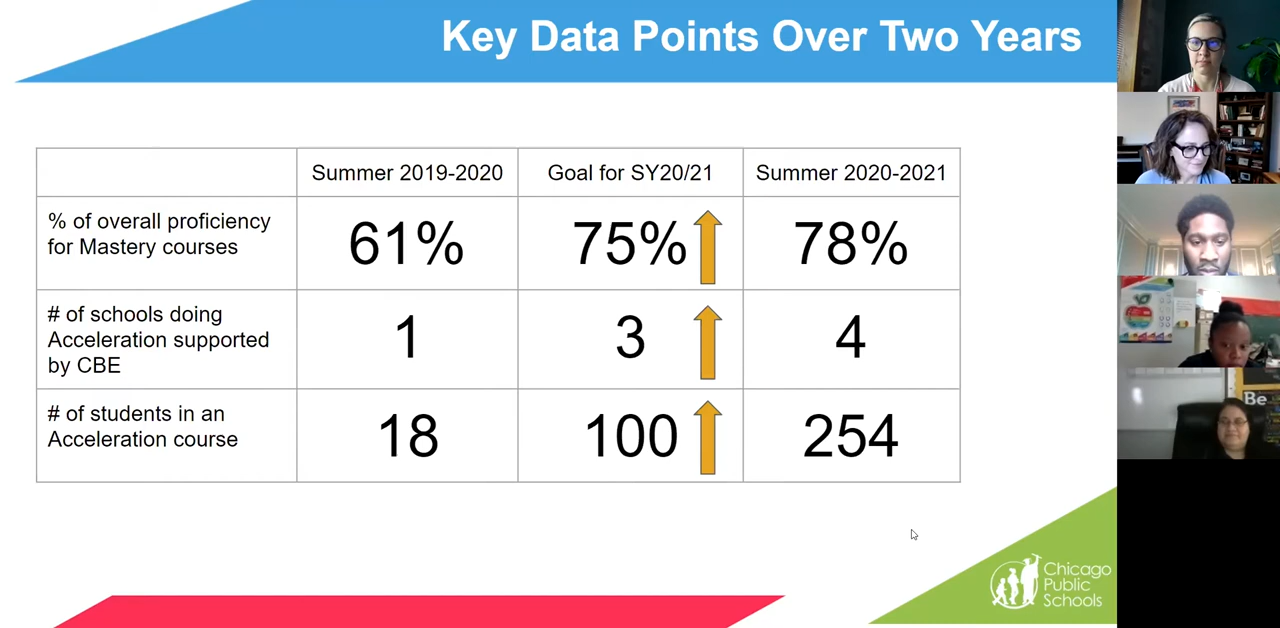 Key Data Points Over Two Years
Summer 2019-2020
Goal for SY20/21
Summer 2020-2021
% of overall proficiency
for Mastery courses
61%
75%
78%
# of schools doing
Acceleration supported
by CBE
1
3
4
# of students in an
Acceleration course
18
100
254
Chicago
Public
Schools
Be